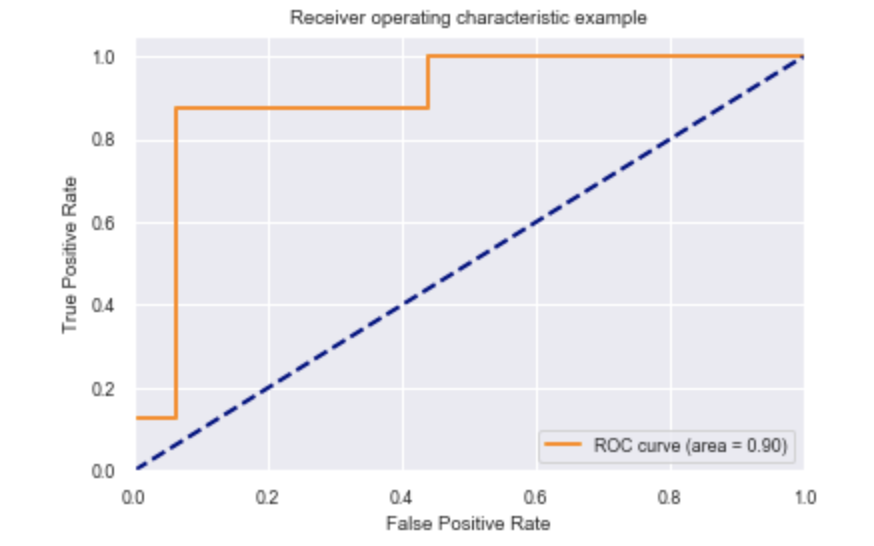 Receiver operating characteristic example
1.0
0.8
0.6
0.4
0.2
0.0
True Positive Rate
ROC curve (area = 0.90)
0.0 0.2 0.4 0.6 0.8 1.0
False Positive Rate